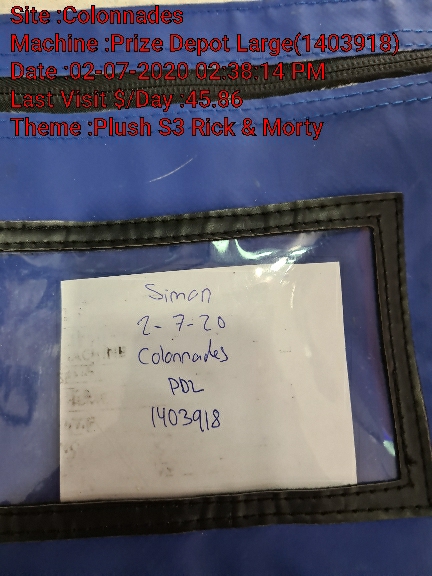 Site :Colonnades
Machine :Prize Depot Large(1403918)
Date :02-07-2020 02:38:14 PM
Last Visit $/Day :45.86
Theme :Plush S3 Rick & Morty
Simon
2-7-20
Colonnades
PDL
1403918